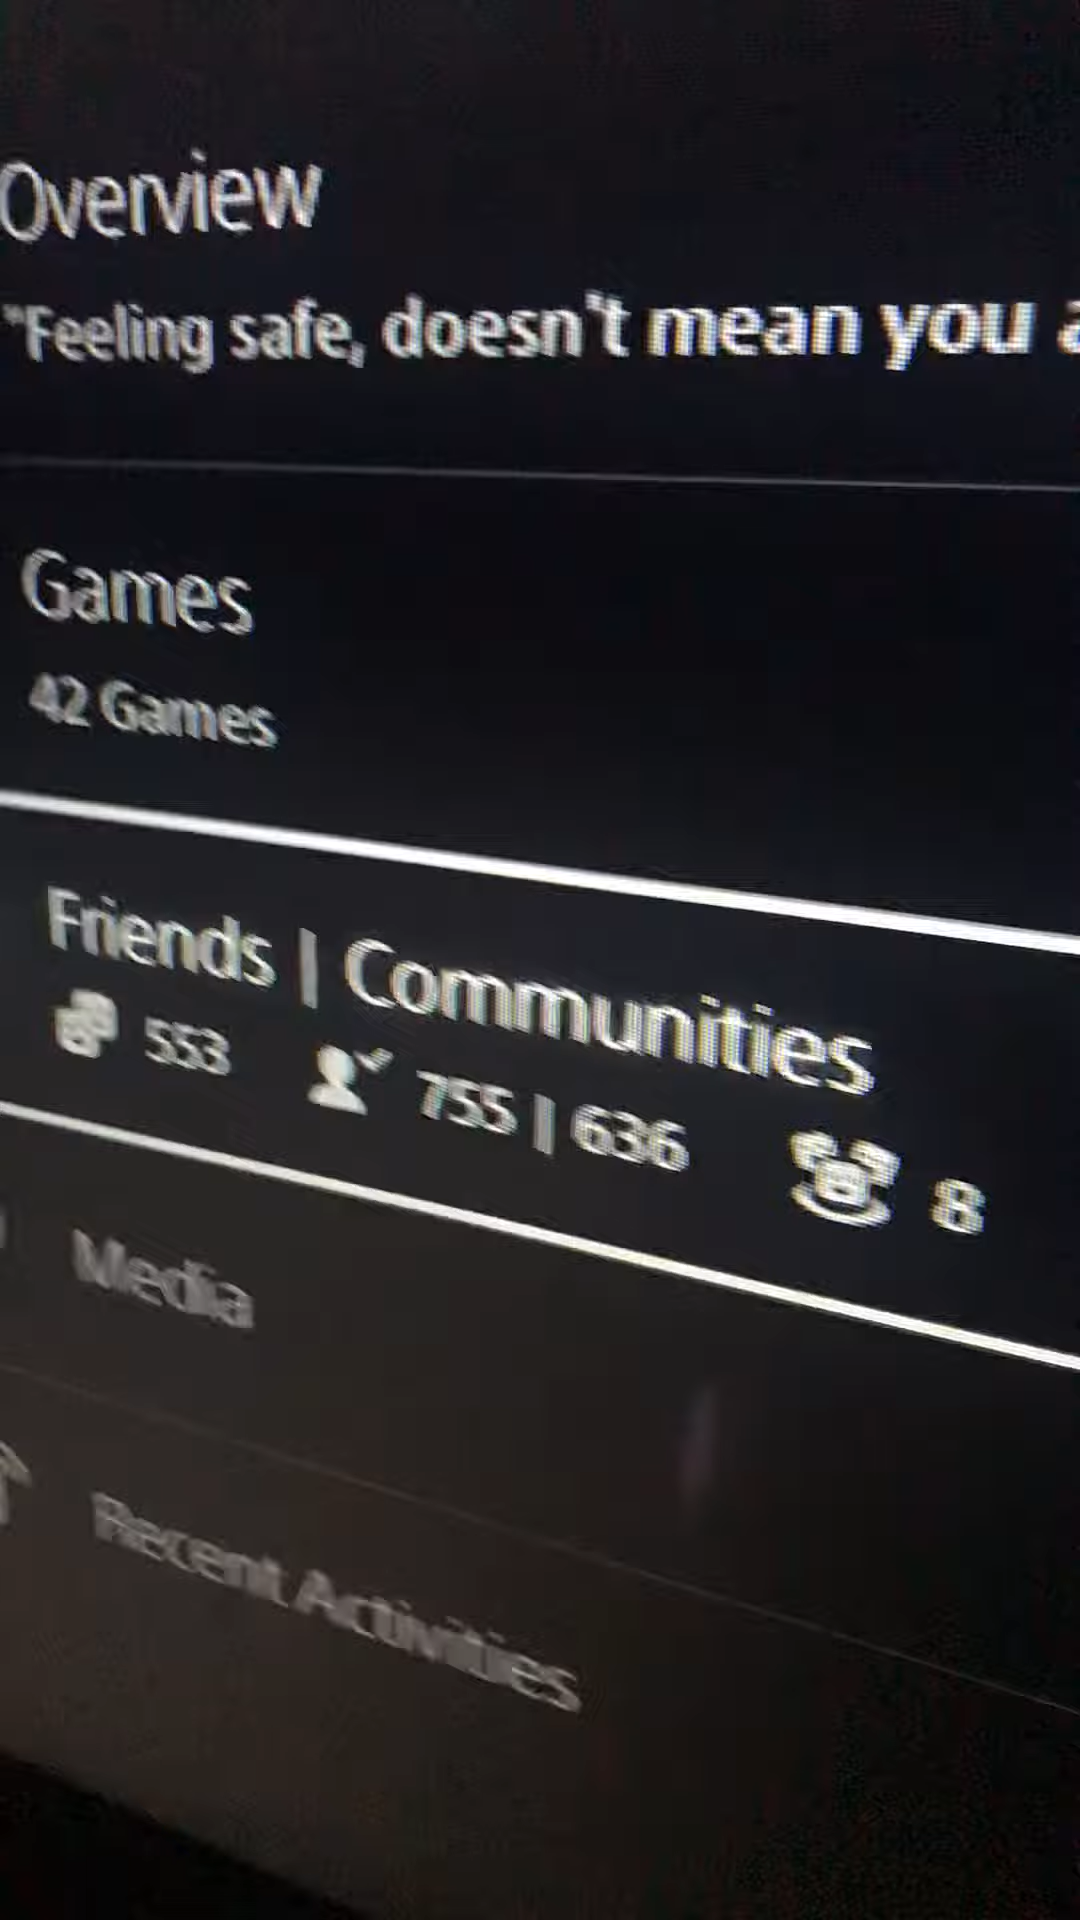 Overview
"Feeling safe, doesn't mean you
Games
42 Games
Friends | Communities
553 755 | 636 8
Media
Recent Activities